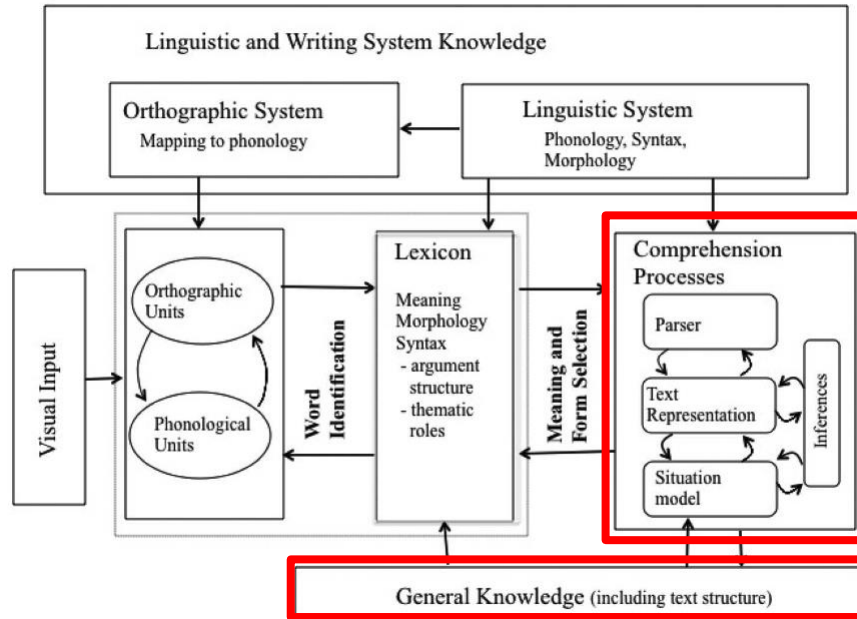 Linguistic and Writing System Knowledge
Orthographic System
Mapping to phonology
Linguistic System
Phonology, Syntax,
Morphology
Visual Input
Orthographic
Units
Phonological
Units
Word
Identification
Lexicon
Meaning
Morphology
Syntax
- argument
structure
- thematic
roles
Meaning and
Form Selection
Comprehension
Processes
Parser
Text
Representation
Situation
model
Inferences
General Knowledge (including text structure)